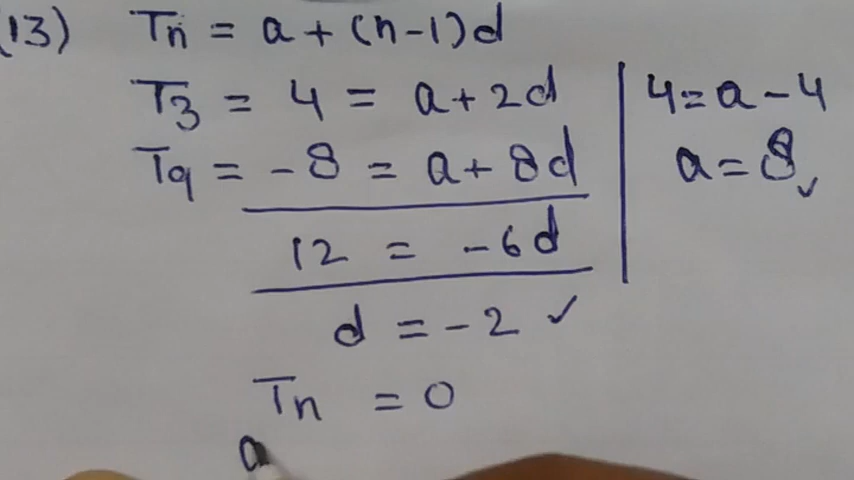 (13) Tn = a + (n-1)d
T3 = 4 = a + 2d
T9 = -8 = a + 8d
12 = -6d
d = -2 ✓
Tn = 0
a
4 = a - 4
a = 8 ✓